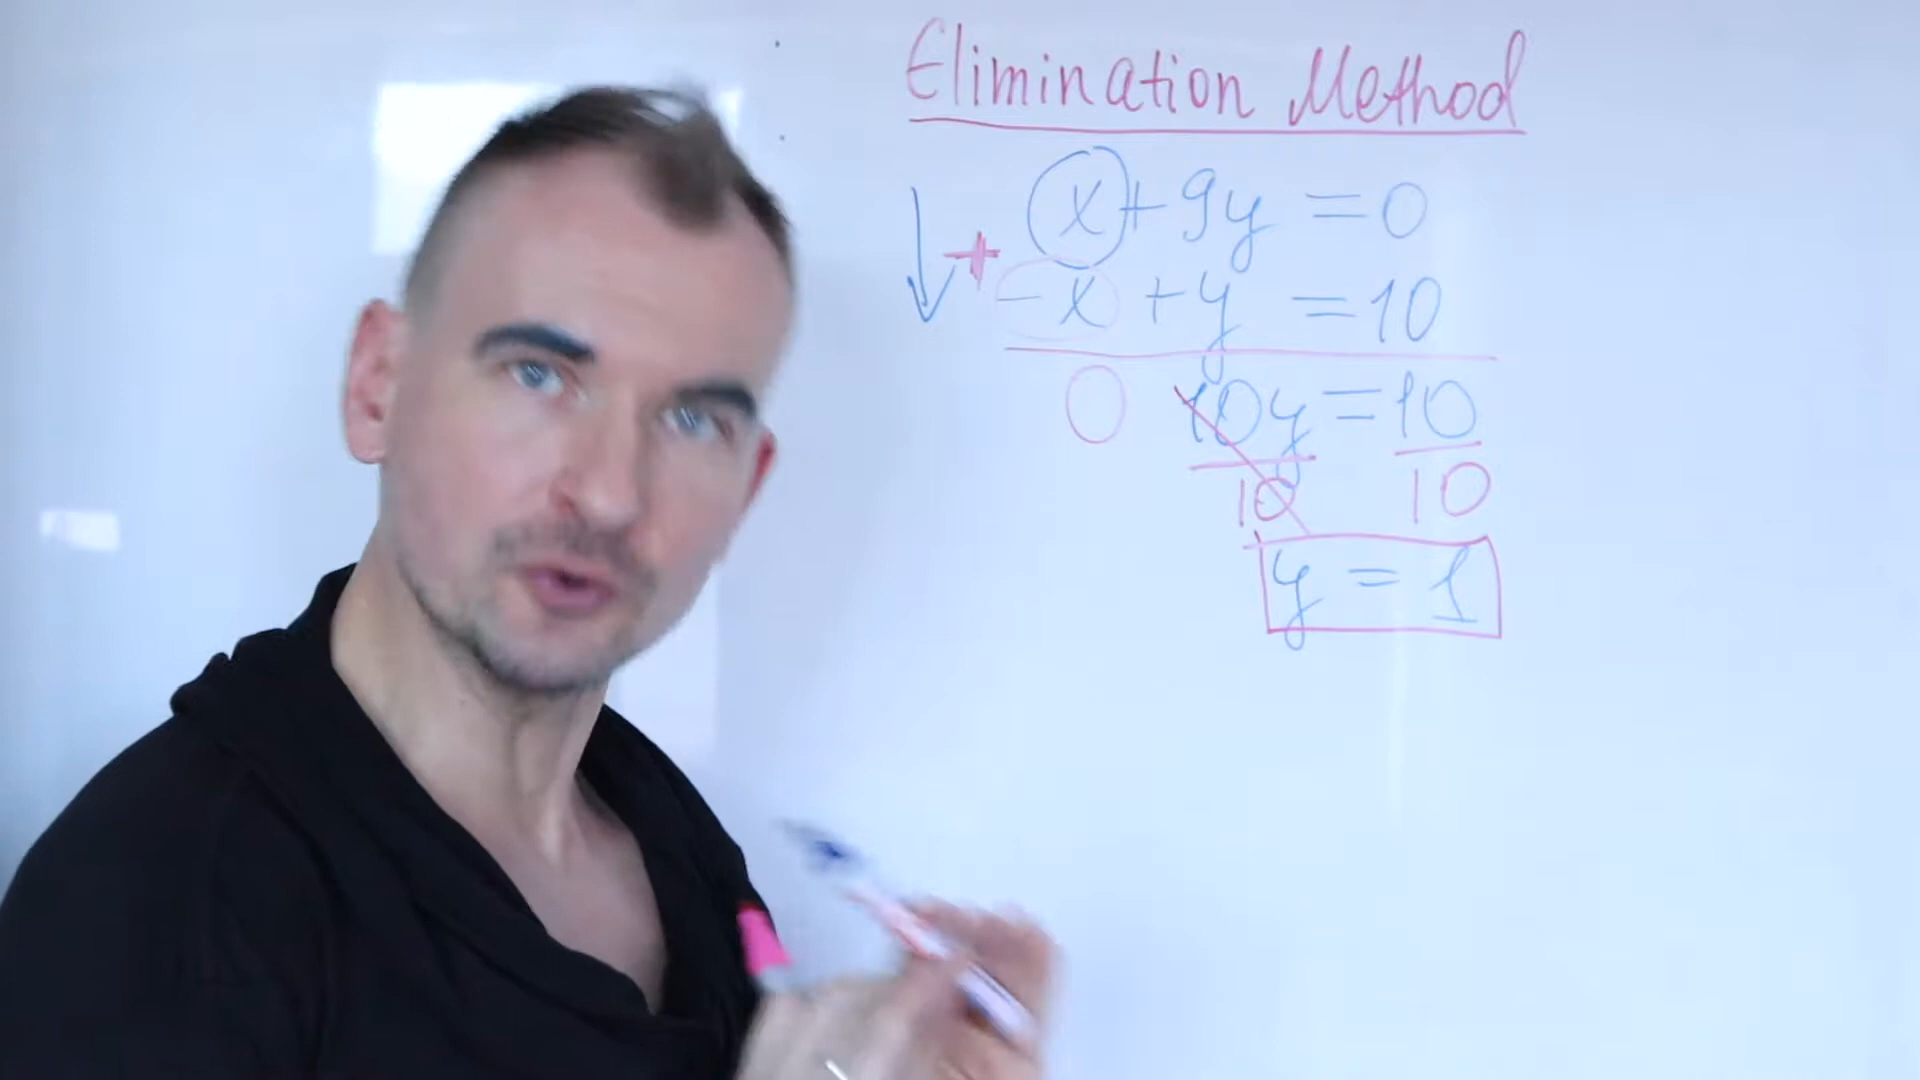 Elimination Method
x + 9y = 0
+
- x + y = 10
0 10y = 10
10 10
y = 1